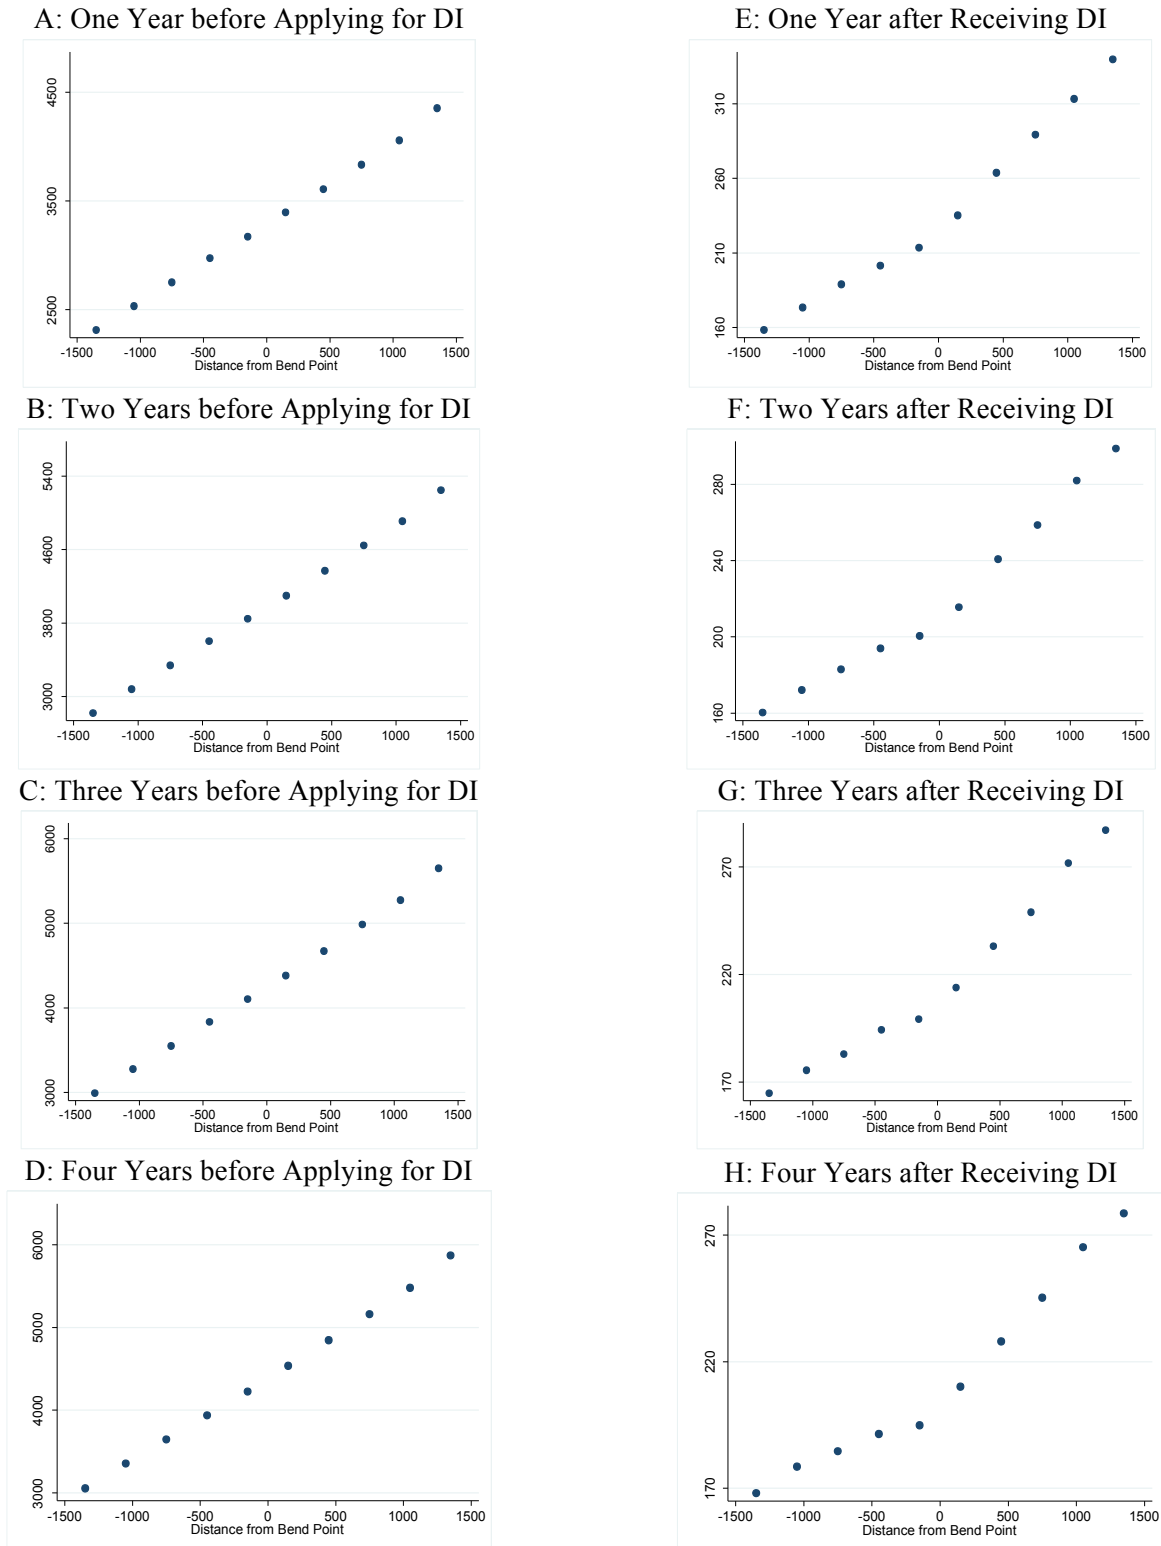 A: One Year before Applying for DI
4500
3500
2500
-1500 -1000 -500 0 500 1000 1500
Distance from Bend Point
E: One Year after Receiving DI
310
260
210
160
-1500 -1000 -500 0 500 1000 1500
Distance from Bend Point
B: Two Years before Applying for DI
5400
4600
3800
3000
-1500 -1000 -500 0 500 1000 1500
Distance from Bend Point
F: Two Years after Receiving DI
280
240
200
160
-1500 -1000 -500 0 500 1000 1500
Distance from Bend Point
C: Three Years before Applying for DI
6000
5000
4000
3000
-1500 -1000 -500 0 500 1000 1500
Distance from Bend Point
G: Three Years after Receiving DI
270
220
170
-1500 -1000 -500 0 500 1000 1500
Distance from Bend Point
D: Four Years before Applying for DI
6000
5000
4000
3000
-1500 -1000 -500 0 500 1000 1500
Distance from Bend Point
H: Four Years after Receiving DI
270
220
170
-1500 -1000 -500 0 500 1000 1500
Distance from Bend Point